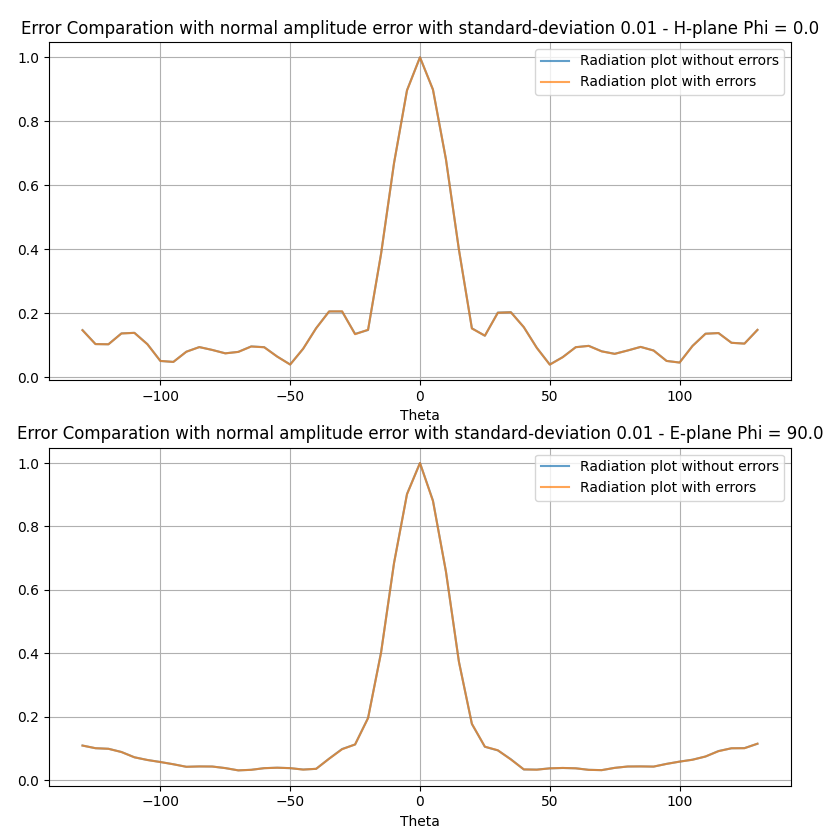 Error Comparation with normal amplitude error with standard-deviation 0.01 - H-plane Phi = 0.0
Radiation plot without errors
Radiation plot with errors
1.0
0.8
0.6
0.4
0.2
0.0
−100
−50
0
50
100
Theta
Error Comparation with normal amplitude error with standard-deviation 0.01 - E-plane Phi = 90.0
Radiation plot without errors
Radiation plot with errors
1.0
0.8
0.6
0.4
0.2
0.0
−100
−50
0
50
100
Theta